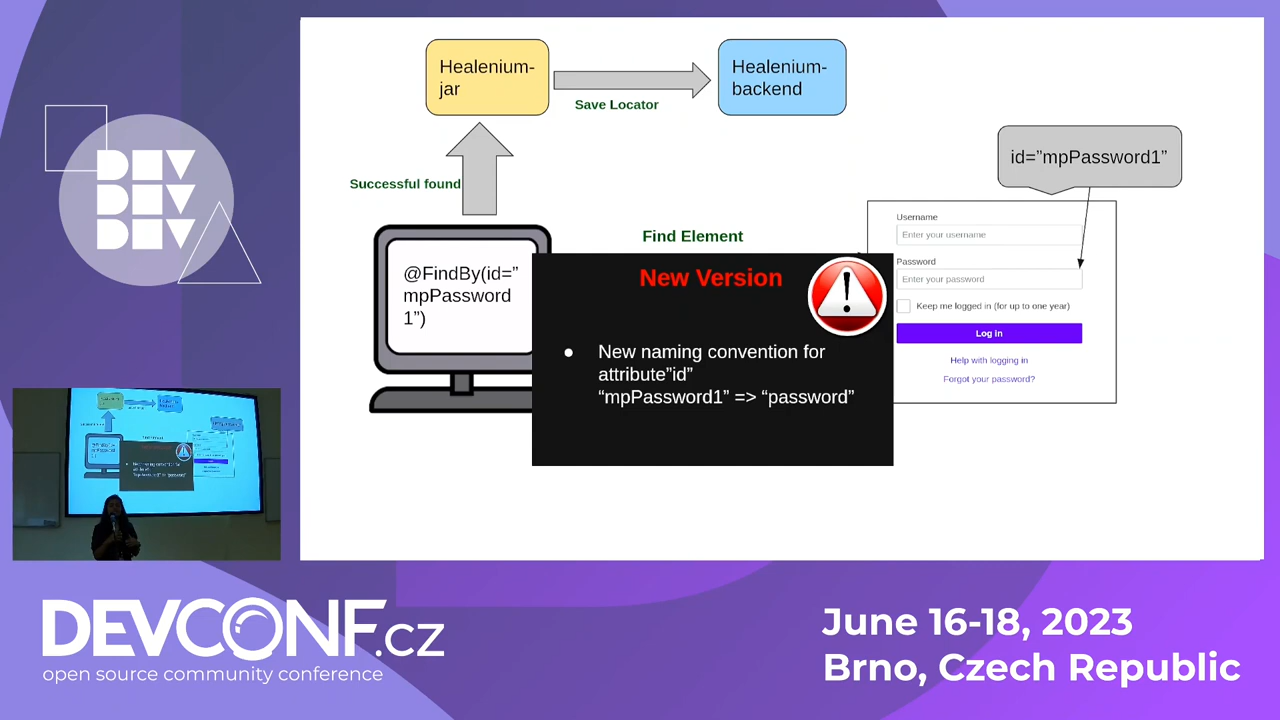 Healenium-
jar
Save Locator
Healenium-
backend
Successful found
id=”mpPassword1”
@FindBy(id=”
mpPassword
1”)
Find Element
New Version
New naming convention for
attribute”id”
“mpPassword1” => “password”
Username
Enter your username
Password
Enter your password
Keep me logged in (for up to one year)
Log in
Help with logging in
Forgot your password?
DEV
DEV
DEV
DEVCONF.cz
open source community conference
June 16-18, 2023
Brno, Czech Republic